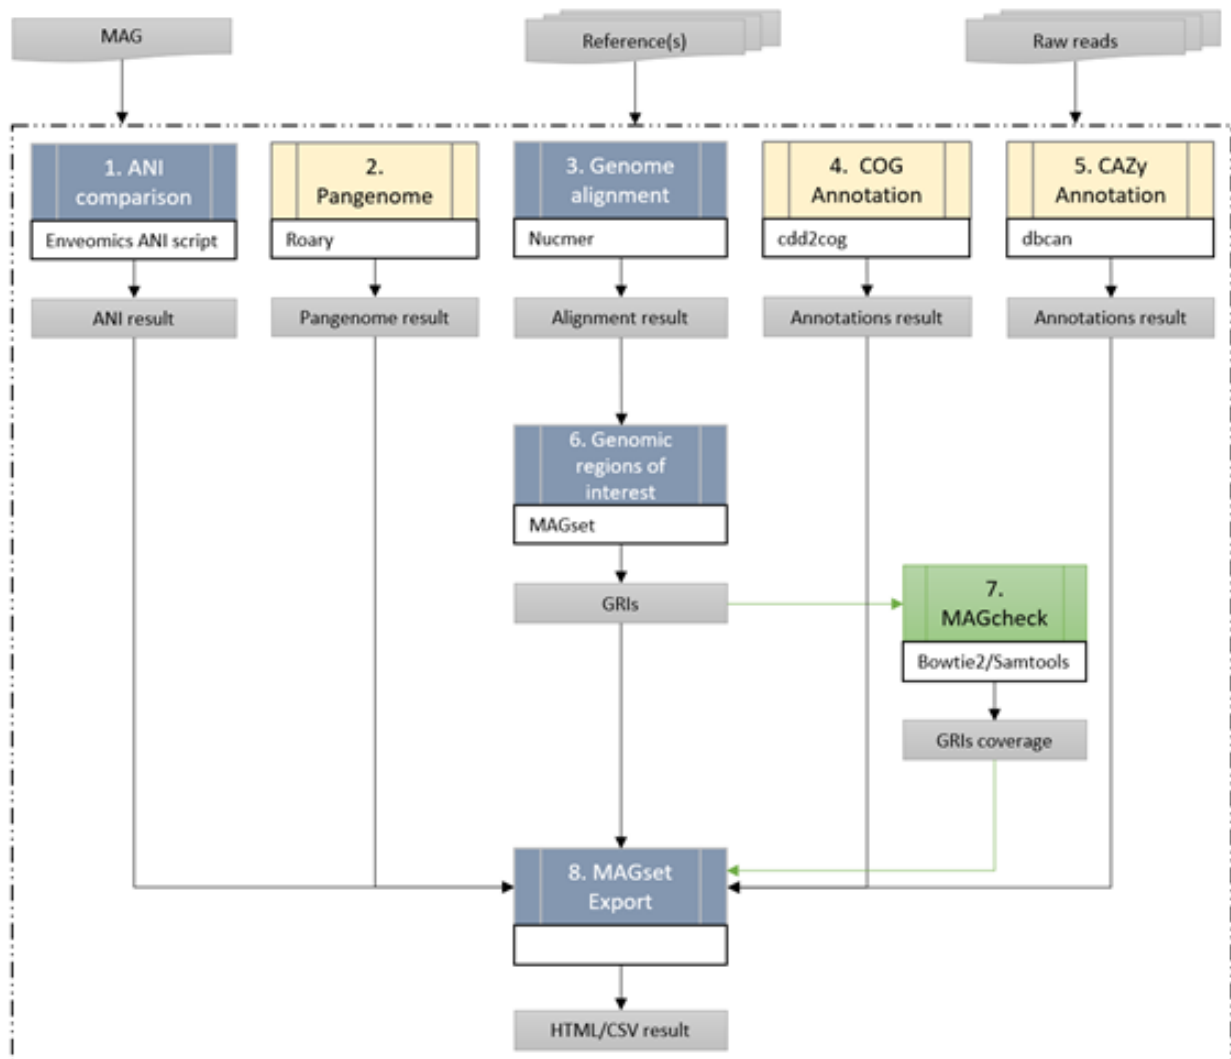 MAG
Reference(s)
Raw reads
1. ANI
comparison
Enveomics ANI script
ANI result
2.
Pangenome
Roary
Pangenome result
3. Genome
alignment
Nucmer
Alignment result
4. COG
Annotation
cdd2cog
Annotations result
5. CAZy
Annotation
dbcan
Annotations result
6. Genomic
regions of
interest
MAGset
GRIs
7.
MAGcheck
Bowtie2/Samtools
GRIs coverage
8. MAGset
Export
HTML/CSV result